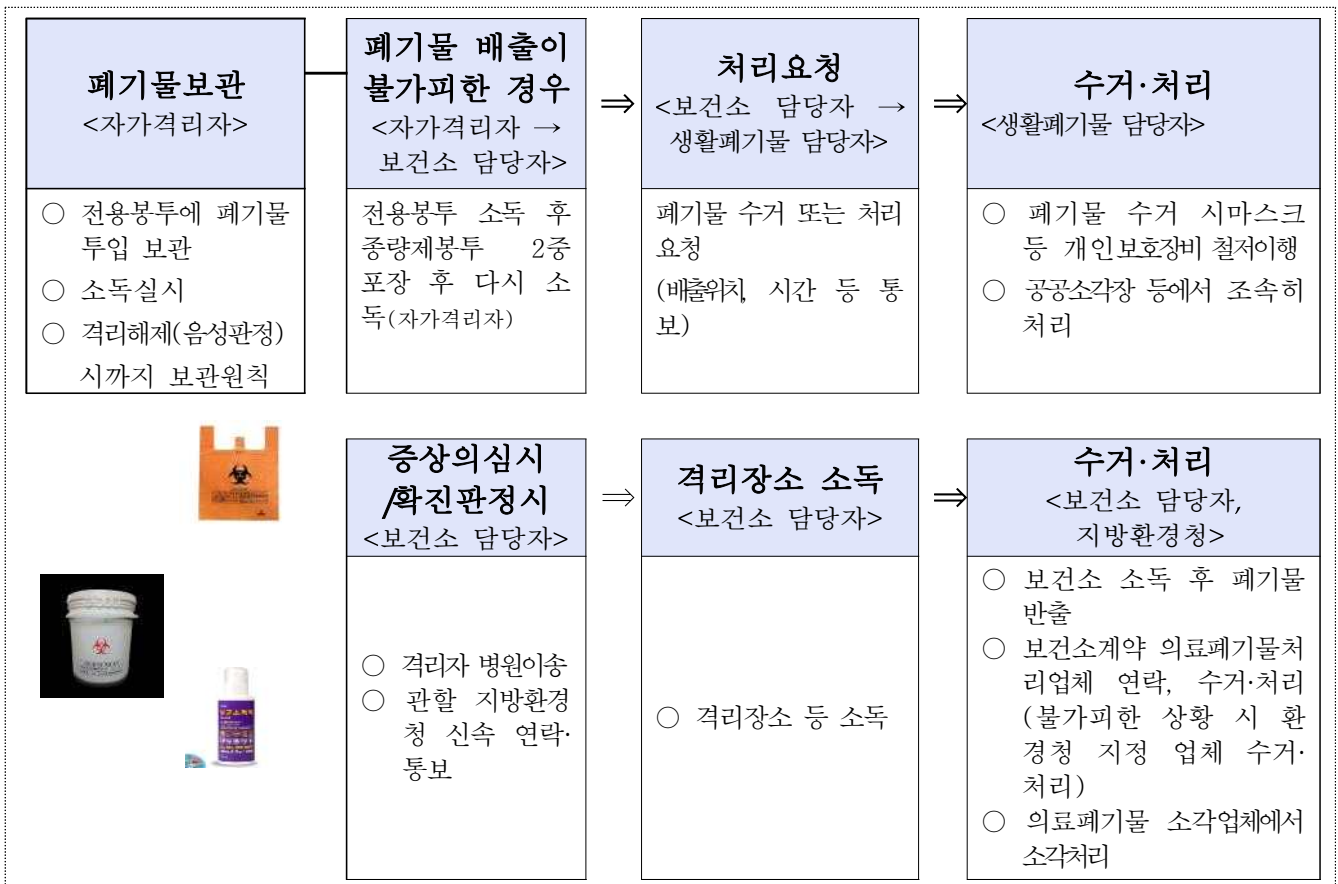 폐기물보관
<자가격리자>
○ 전용봉투에 폐기물
투입 보관
○ 소독실시
○ 격리해제(음성판정)
시까지 보관원칙
폐기물 배출이
불가피한 경우
<자가격리자 →
보건소 담당자>
전용봉투 소독 후
종량제봉투 2중
포장 후 다시 소
독(자가격리자)
⇒
처리요청
<보건소 담당자 →
생활폐기물 담당자>
폐기물 수거 또는 처리
요청
(배출위치, 시간 등 통
보)
⇒
수거·처리
<생활폐기물 담당자>
○ 폐기물 수거 시마스크
등 개인보호장비 철저이행
○ 공공소각장 등에서 조속히
처리
증상의심시
/확진판정시
<보건소 담당자>
○ 격리자 병원이송
○ 관할 지방환경
청 신속 연락·
통보
⇒
격리장소 소독
<보건소 담당자>
○ 격리장소 등 소독
⇒
수거·처리
<보건소 담당자,
지방환경청>
○ 보건소 소독 후 폐기물
반출
○ 보건소계약 의료폐기물처
리업체 연락, 수거·처리
(불가피한 상황 시 환
경청 지정 업체 수거·
처리)
○ 의료폐기물 소각업체에서
소각처리